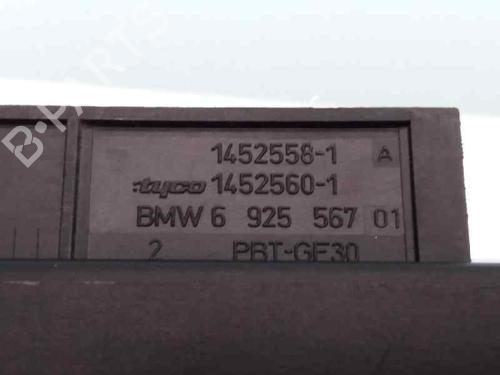 B-PARTS
1452558-1 A
:tyco 1452560-1
BMW 6 925 567 01
2 PBT-GF30